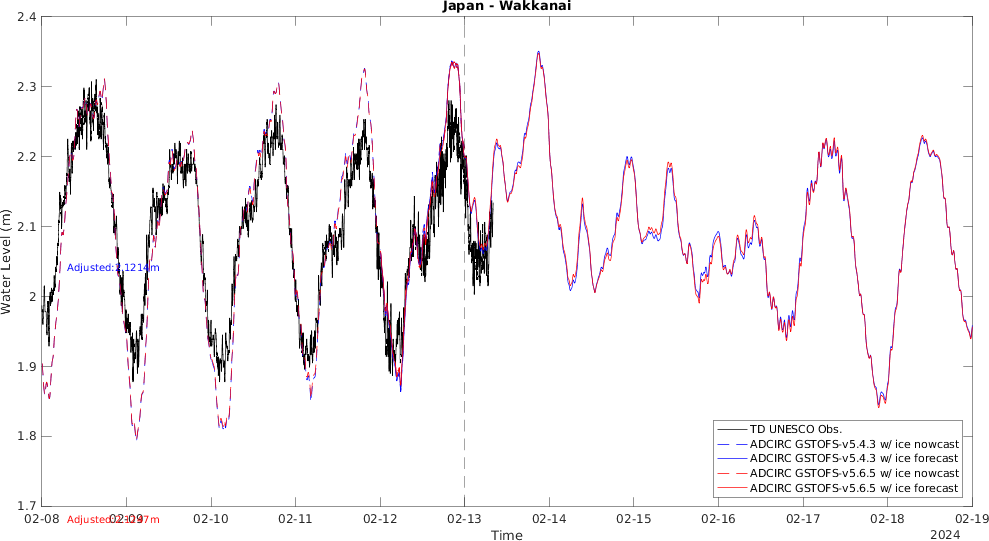 Japan - Wakkanai
2.4
2.3
2.2
2.1
2
1.9
1.8
1.7
Water Level (m)
Adjusted:2.1214m
TD UNESCO Obs.
ADCIRC GSTOFS-v5.4.3 w/ ice nowcast
ADCIRC GSTOFS-v5.4.3 w/ ice forecast
ADCIRC GSTOFS-v5.6.5 w/ ice nowcast
ADCIRC GSTOFS-v5.6.5 w/ ice forecast
02-08 02-09 02-10 02-11 02-12 02-13 02-14 02-15 02-16 02-17 02-18 02-19
Time
2024